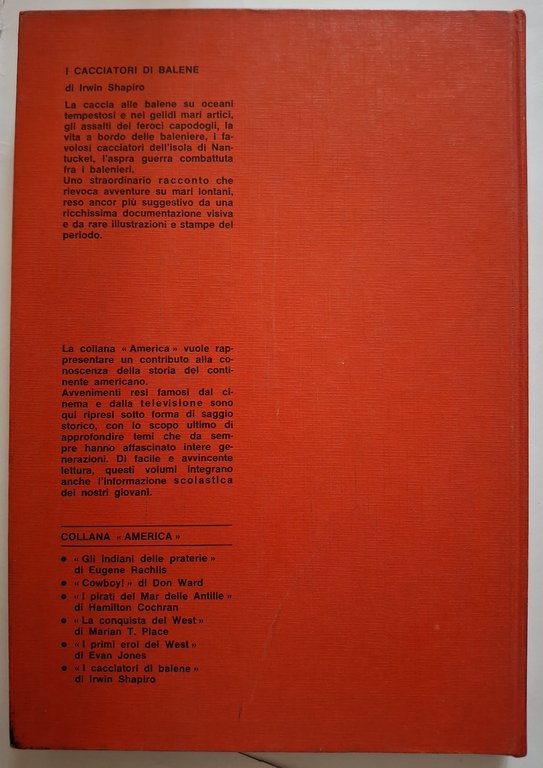 I CACCIATORI DI BALENE
di Irwin Shapiro
La caccia alle balene su oceani
tempestosi e nei gelidi mari artici,
gli assalti dei feroci capodogli, la
vita a bordo delle baleniere, i fa-
volosi cacciatori dell'isola di Nan-
tucket, l'aspra guerra combattuta
fra i balenieri.
Uno straordinario racconto che
rievoca avventure su mari lontani,
reso ancor più suggestivo da una
ricchissima documentazione visiva
e da rare illustrazioni e stampe del
periodo.
La collana « America » vuole rap-
presentare un contributo alla co-
noscenza della storia del conti-
nente americano.
Avvenimenti resi famosi dal ci-
nema e dalla televisione sono
qui ripresi sotto forma di saggio
storico, con lo scopo ultimo di
approfondire temi che da sem-
pre hanno affascinato intere ge-
nerazioni. Di facile e avvincente
lettura, questi volumi integrano
anche l'informazione scolastica
dei nostri giovani.
COLLANA « AMERICA »
● « Gli indiani delle praterie »
di Eugene Rachlis
● « Cowboy! » di Don Ward
● « I pirati del Mar delle Antille »
di Hamilton Cochran
● « La conquista del West »
di Marian T. Place
● « I primi eroi del West »
di Evan Jones
● « I cacciatori di balene »
di Irwin Shapiro